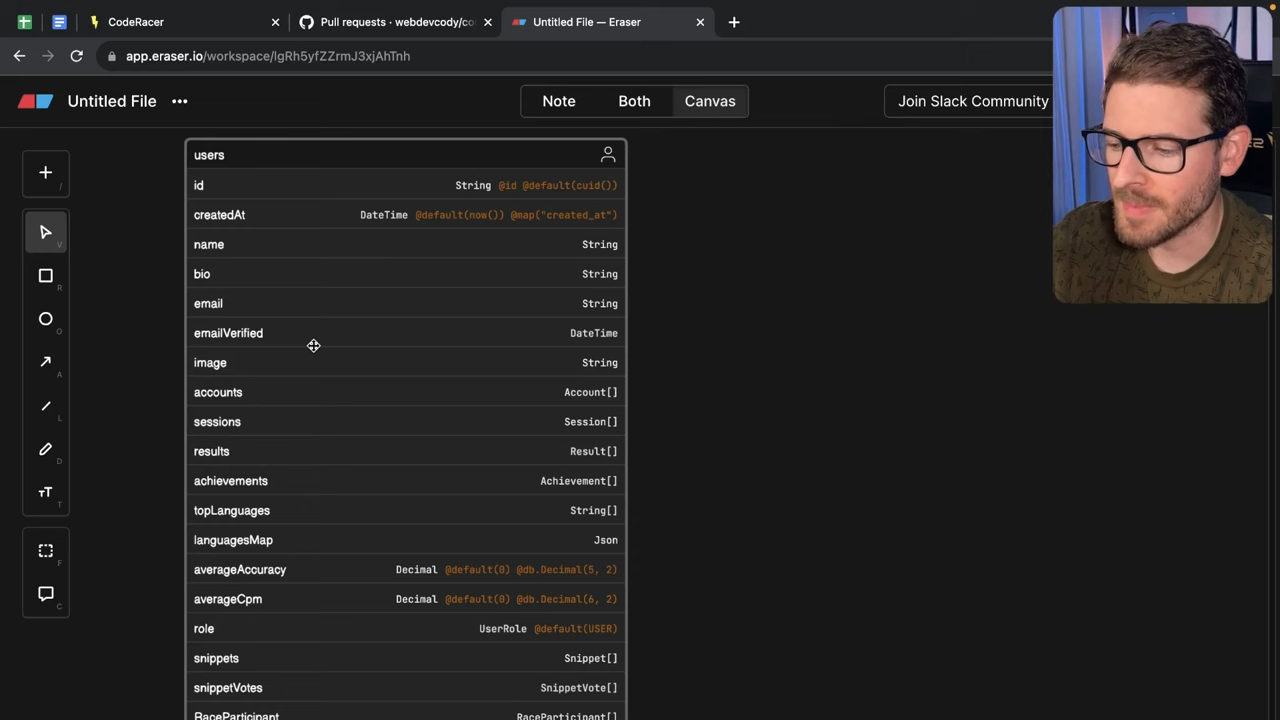 CodeRacer
Pull requests · webdevcody/co
Untitled File — Eraser
app.eraser.io/workspace/lgRh5yfZZrmJ3xjAhTnh
Untitled File
Note
Both
Canvas
Join Slack Community
users
id String @id @default(cuid())
createdAt DateTime @default(now()) @map("created_at")
name String
bio String
email String
emailVerified DateTime
image String
accounts Account[]
sessions Session[]
results Result[]
achievements Achievement[]
topLanguages String[]
languagesMap Json
averageAccuracy Decimal @default(0) @db.Decimal(5, 2)
averageCpm Decimal @default(0) @db.Decimal(6, 2)
role UserRole @default(USER)
snippets Snippet[]
snippetVotes SnippetVote[]
RaceParticipant RaceParticipant[]
/
V
R
O
A
L
D
T
F
C